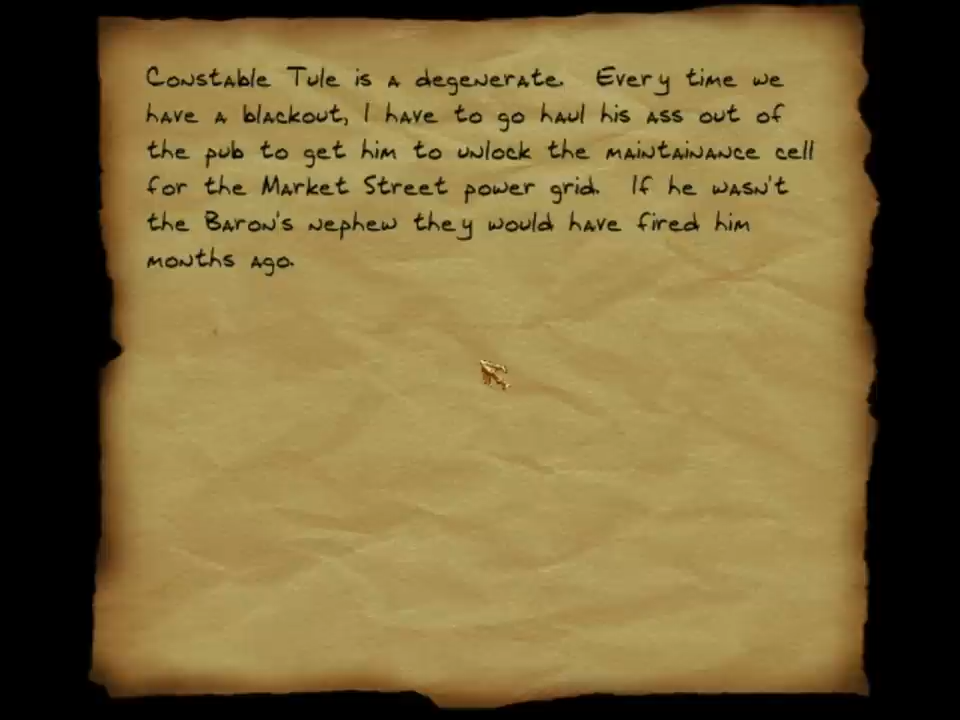 Constable Tule is a degenerate.  Every time we
have a blackout, I have to go haul his ass out of
the pub to get him to unlock the maintainance cell
for the Market Street power grid.  If he wasn't
the Baron's nephew they would have fired him
months ago.